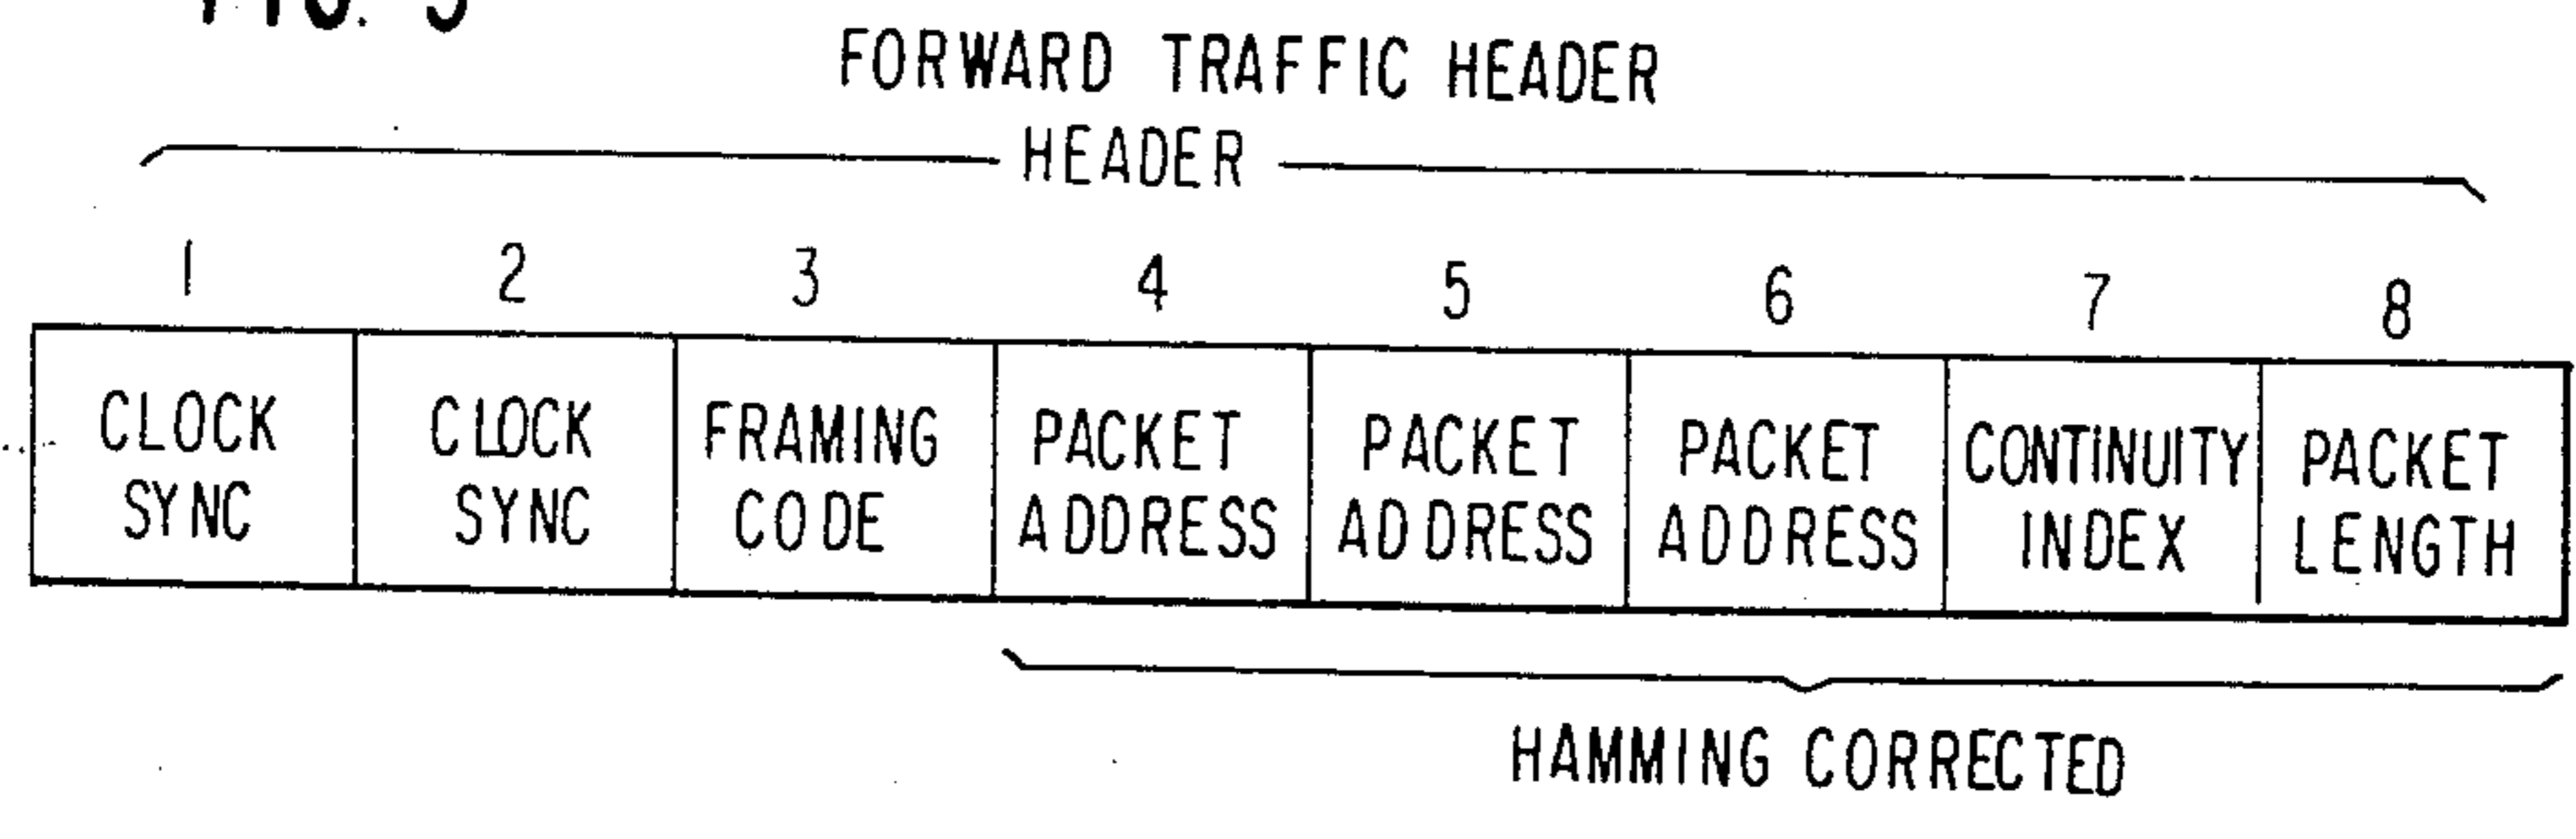 FORWARD TRAFFIC HEADER
HEADER
1 2 3 4 5 6 7 8
CLOCK SYNC
CLOCK SYNC
FRAMING CODE
PACKET ADDRESS
PACKET ADDRESS
PACKET ADDRESS
CONTINUITY INDEX
PACKET LENGTH
HAMMING CORRECTED